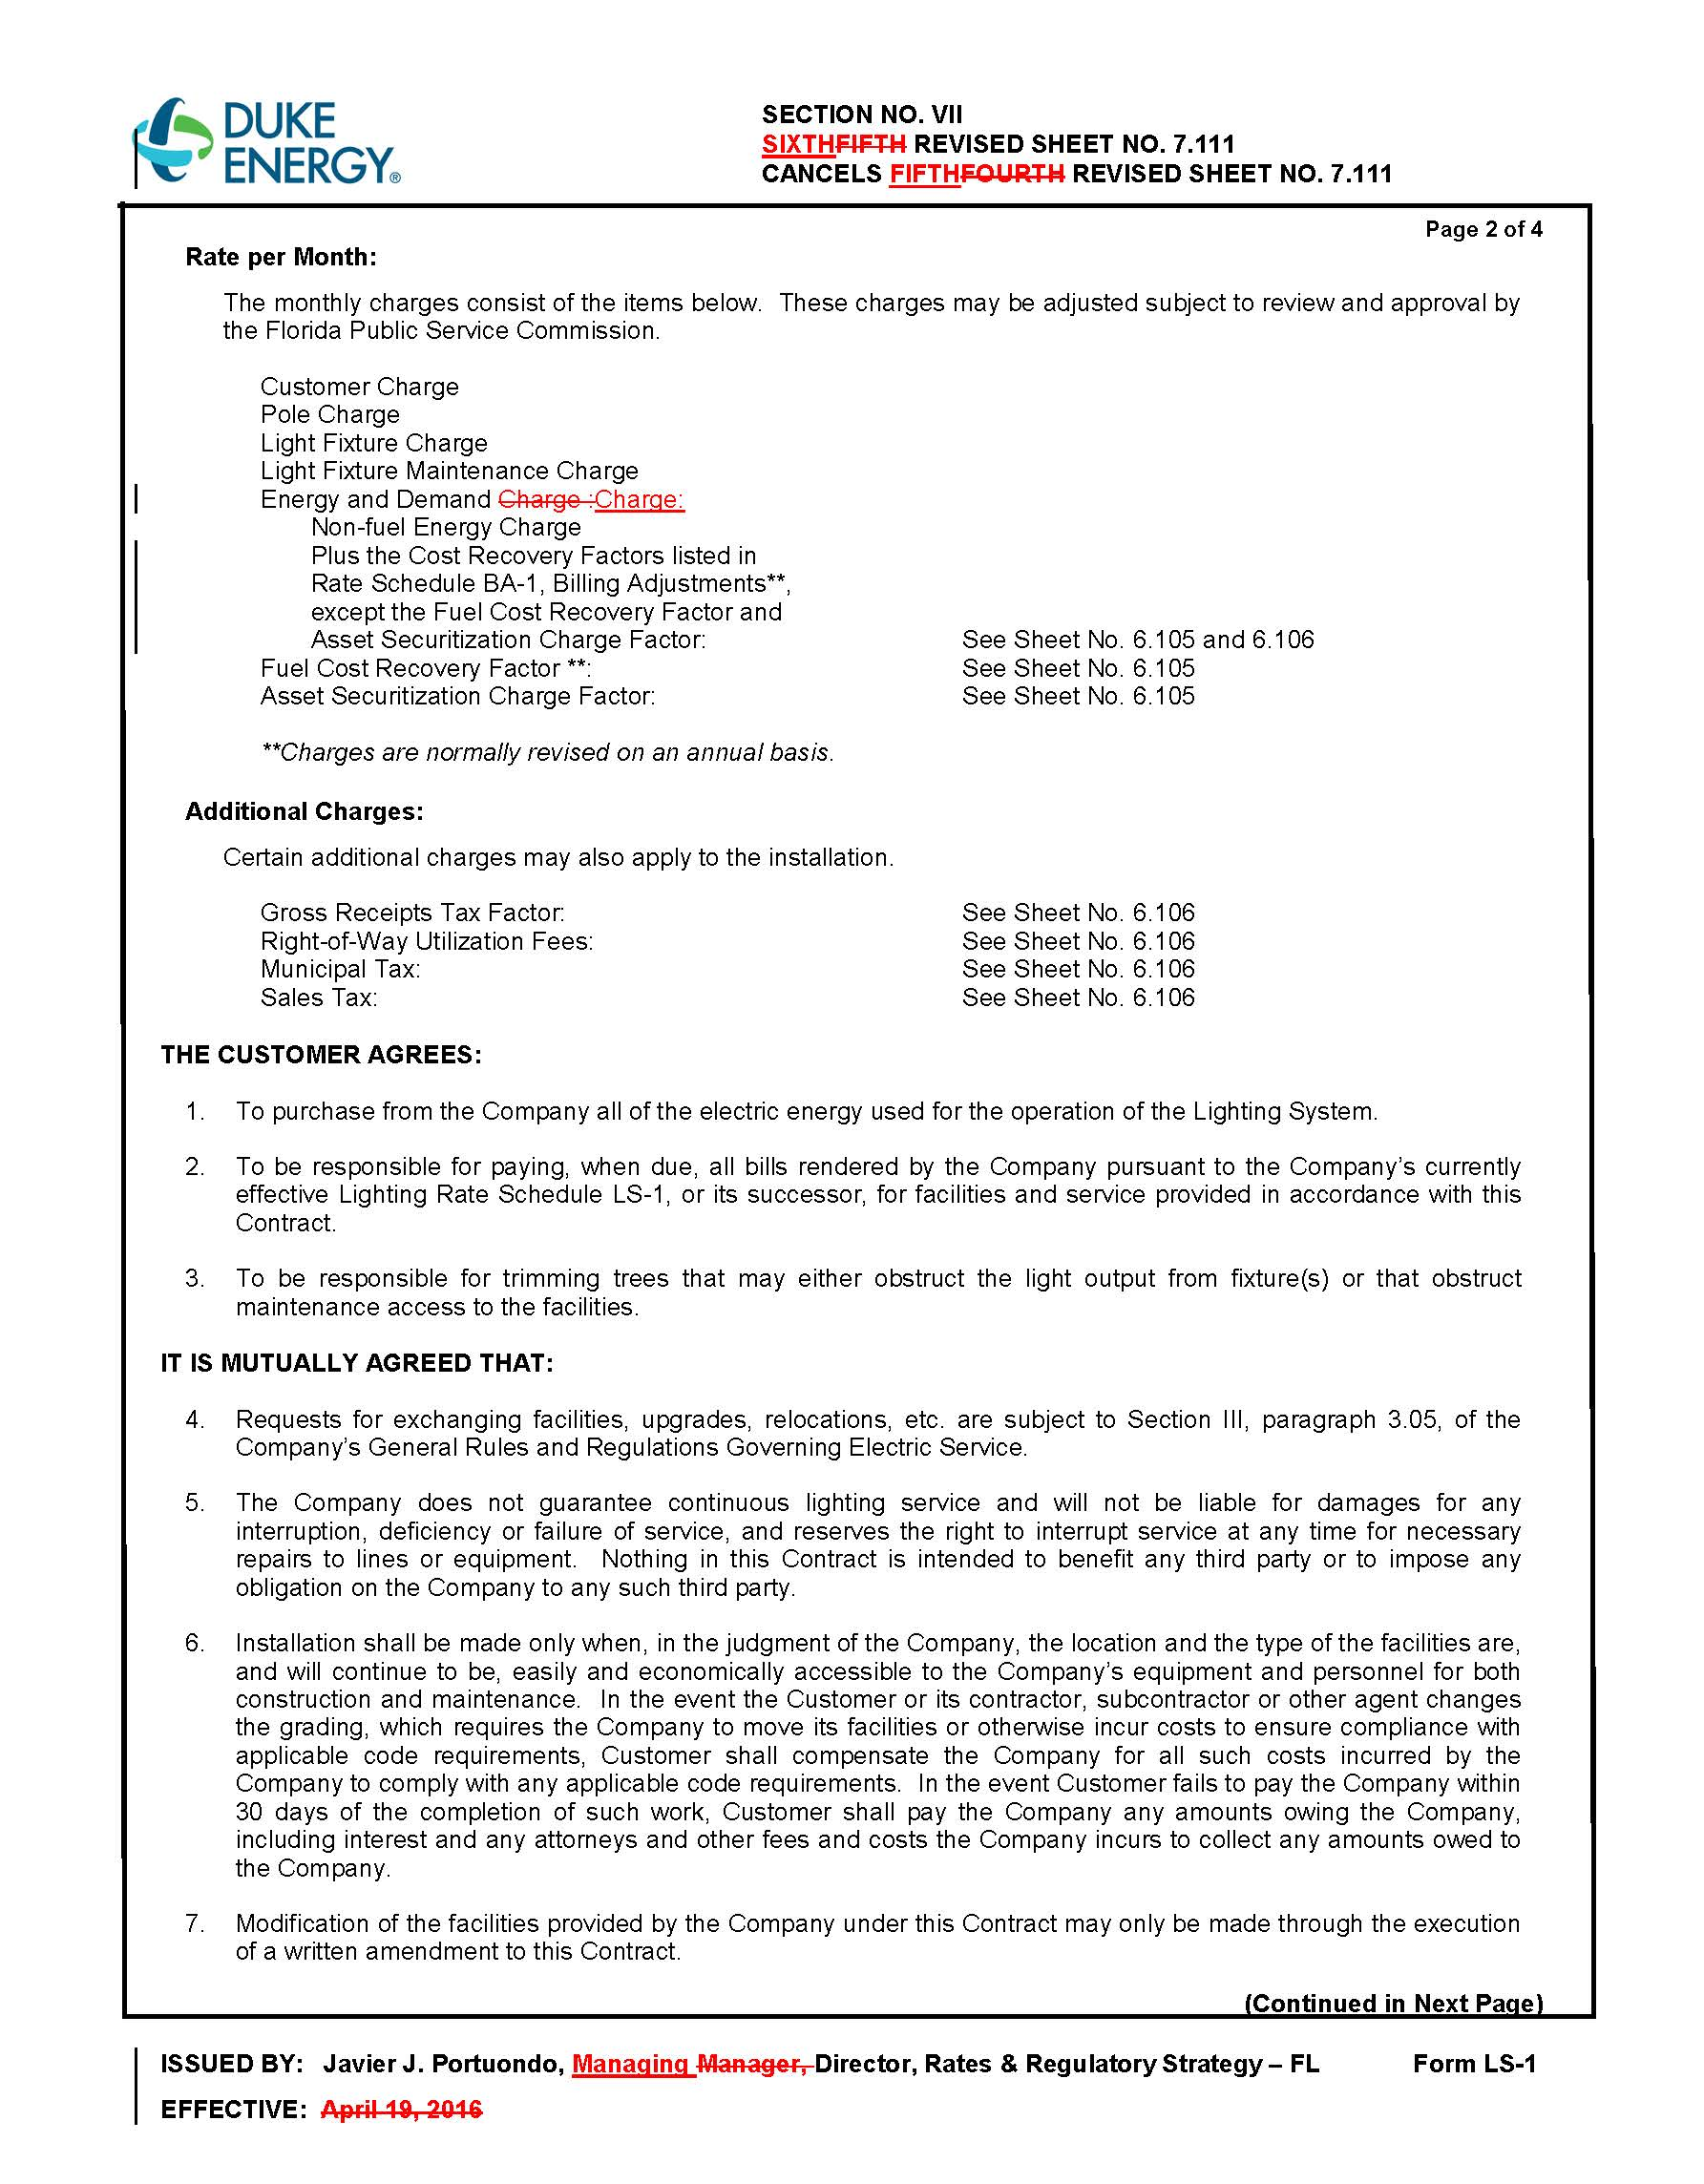 DUKE
ENERGY®
SECTION NO. VII
SIXTHFIFTH REVISED SHEET NO. 7.111
CANCELS FIFTHFOURTH REVISED SHEET NO. 7.111
Page 2 of 4
Rate per Month:
The monthly charges consist of the items below.  These charges may be adjusted subject to review and approval by
the Florida Public Service Commission.
Customer Charge
Pole Charge
Light Fixture Charge
Light Fixture Maintenance Charge
Energy and Demand Charge :Charge:
Non-fuel Energy Charge
Plus the Cost Recovery Factors listed in
Rate Schedule BA-1, Billing Adjustments**,
except the Fuel Cost Recovery Factor and
Asset Securitization Charge Factor: See Sheet No. 6.105 and 6.106
Fuel Cost Recovery Factor **: See Sheet No. 6.105
Asset Securitization Charge Factor: See Sheet No. 6.105
**Charges are normally revised on an annual basis.
Additional Charges:
Certain additional charges may also apply to the installation.
Gross Receipts Tax Factor: See Sheet No. 6.106
Right-of-Way Utilization Fees: See Sheet No. 6.106
Municipal Tax: See Sheet No. 6.106
Sales Tax: See Sheet No. 6.106
THE CUSTOMER AGREES:
1. To purchase from the Company all of the electric energy used for the operation of the Lighting System.
2. To be responsible for paying, when due, all bills rendered by the Company pursuant to the Company's currently
effective Lighting Rate Schedule LS-1, or its successor, for facilities and service provided in accordance with this
Contract.
3. To be responsible for trimming trees that may either obstruct the light output from fixture(s) or that obstruct
maintenance access to the facilities.
IT IS MUTUALLY AGREED THAT:
4. Requests for exchanging facilities, upgrades, relocations, etc. are subject to Section III, paragraph 3.05, of the
Company's General Rules and Regulations Governing Electric Service.
5. The Company does not guarantee continuous lighting service and will not be liable for damages for any
interruption, deficiency or failure of service, and reserves the right to interrupt service at any time for necessary
repairs to lines or equipment.  Nothing in this Contract is intended to benefit any third party or to impose any
obligation on the Company to any such third party.
6. Installation shall be made only when, in the judgment of the Company, the location and the type of the facilities are,
and will continue to be, easily and economically accessible to the Company's equipment and personnel for both
construction and maintenance.  In the event the Customer or its contractor, subcontractor or other agent changes
the grading, which requires the Company to move its facilities or otherwise incur costs to ensure compliance with
applicable code requirements, Customer shall compensate the Company for all such costs incurred by the
Company to comply with any applicable code requirements.  In the event Customer fails to pay the Company within
30 days of the completion of such work, Customer shall pay the Company any amounts owing the Company,
including interest and any attorneys and other fees and costs the Company incurs to collect any amounts owed to
the Company.
7. Modification of the facilities provided by the Company under this Contract may only be made through the execution
of a written amendment to this Contract.
(Continued in Next Page)
ISSUED BY: Javier J. Portuondo, Managing Manager, Director, Rates & Regulatory Strategy – FL Form LS-1
EFFECTIVE: April 19, 2016